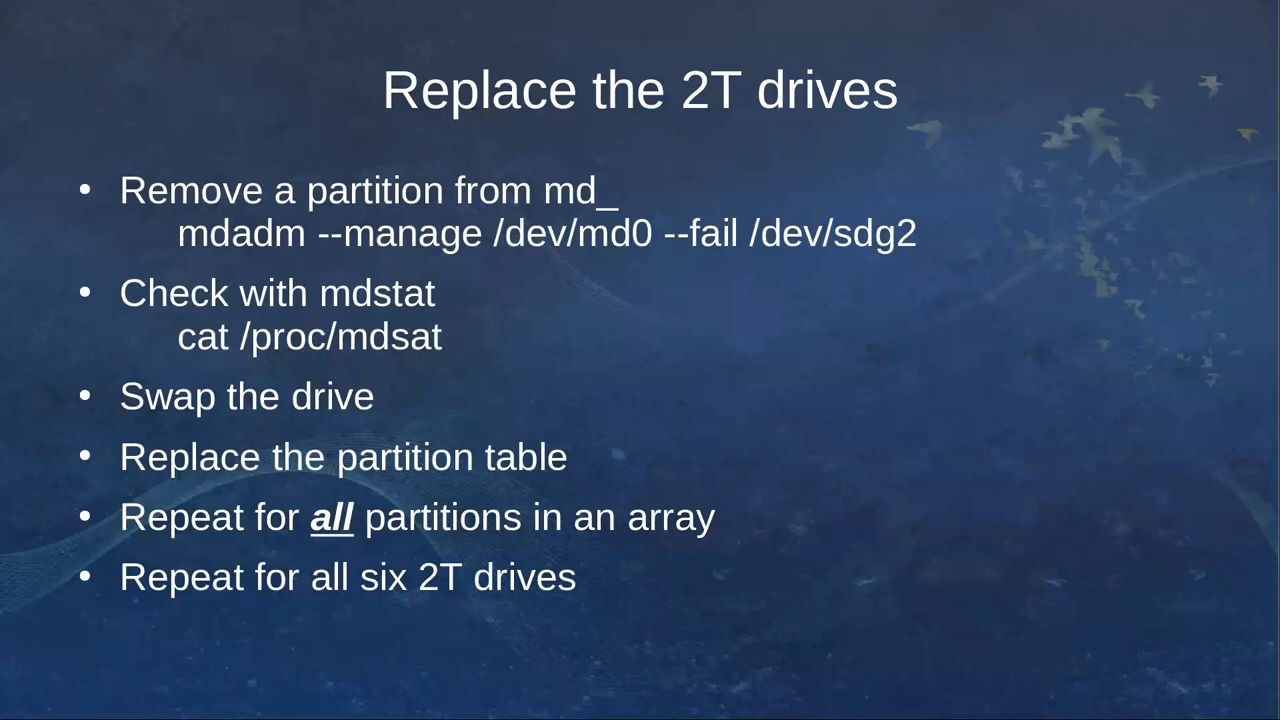 Replace the 2T drives
• Remove a partition from md_
mdadm --manage /dev/md0 --fail /dev/sdg2
• Check with mdstat
cat /proc/mdsat
• Swap the drive
• Replace the partition table
• Repeat for all partitions in an array
• Repeat for all six 2T drives